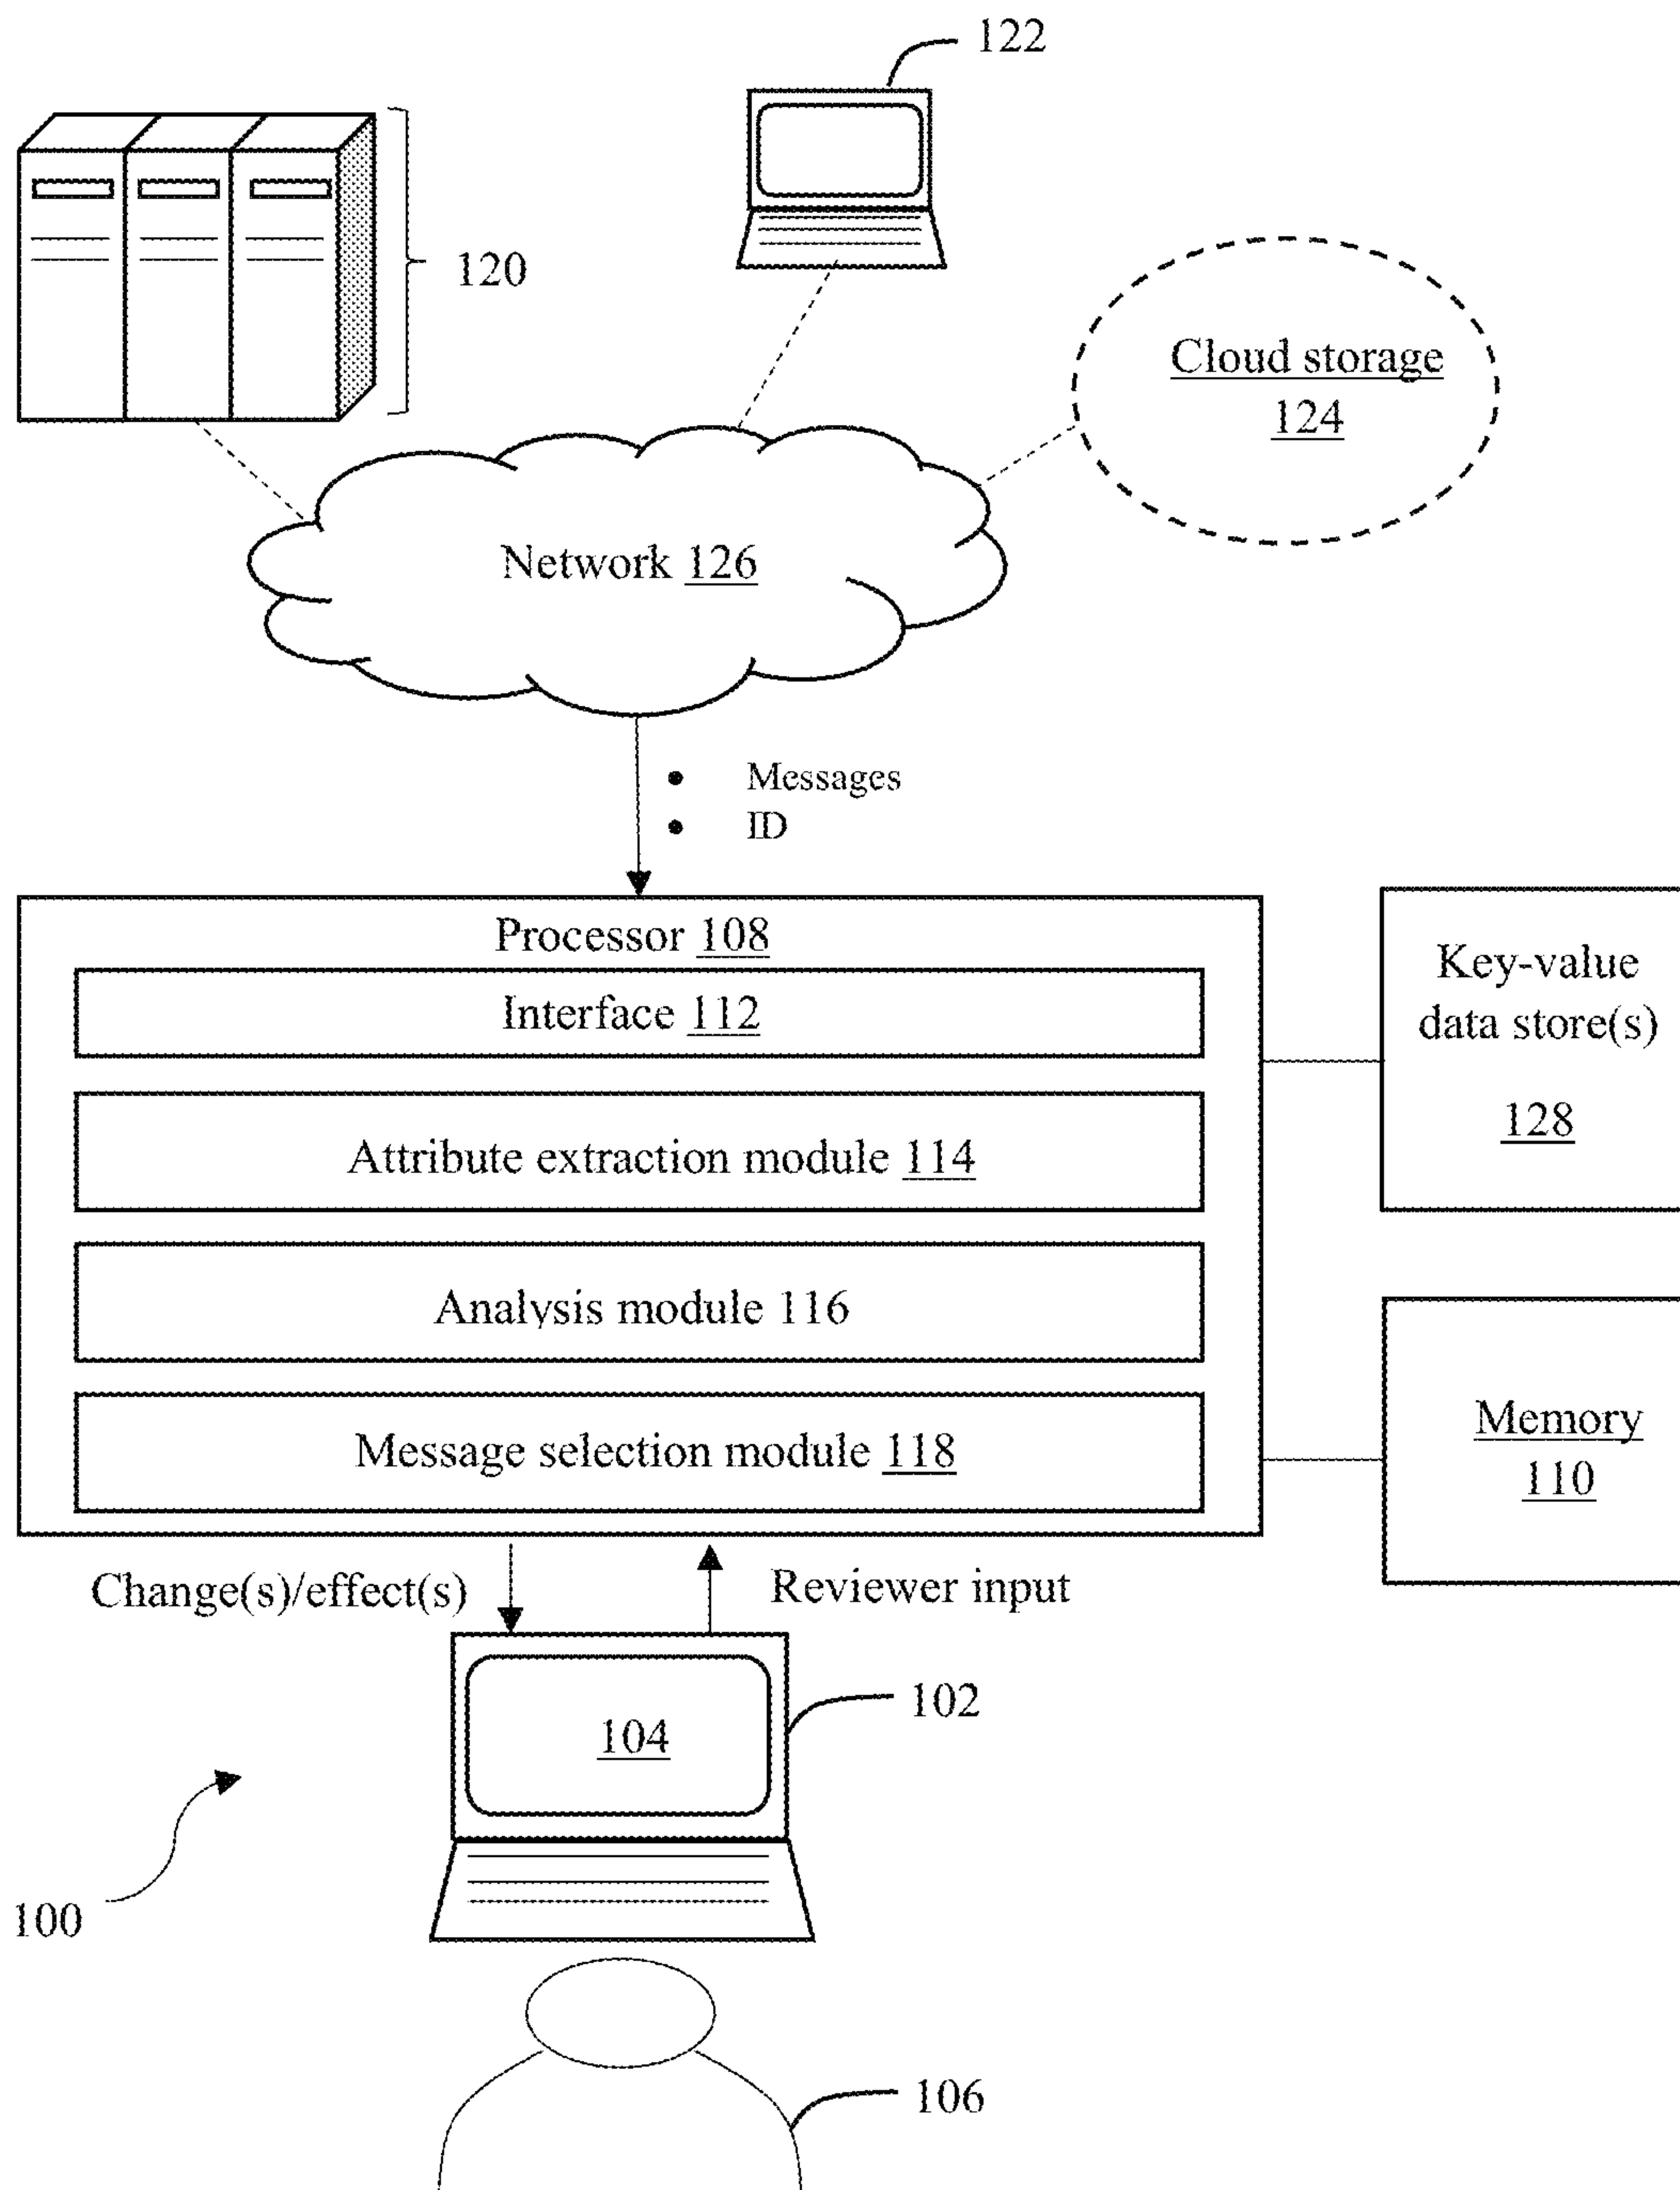 122
120
Cloud storage
124
Network 126
• Messages
• ID
Processor 108
Interface 112
Attribute extraction module 114
Analysis module 116
Message selection module 118
Key-value
data store(s)
128
Memory
110
Change(s)/effect(s)
Reviewer input
102
104
100
106